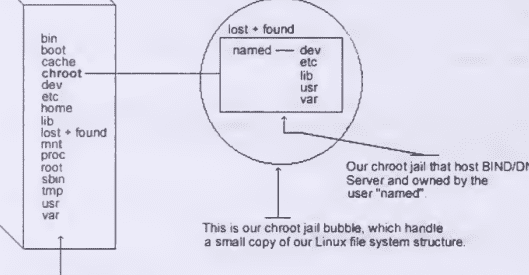 bin
boot
cache
chroot
dev
etc
home
lib
lost + found
mnt
proc
root
sbin
tmp
usr
var
lost + found
named dev
etc
lib
usr
var
Our chroot jail that host BIND/DN
Server and owned by the
user "named".
This is our chroot jail bubble, which handle
a small copy of our Linux file system structure.